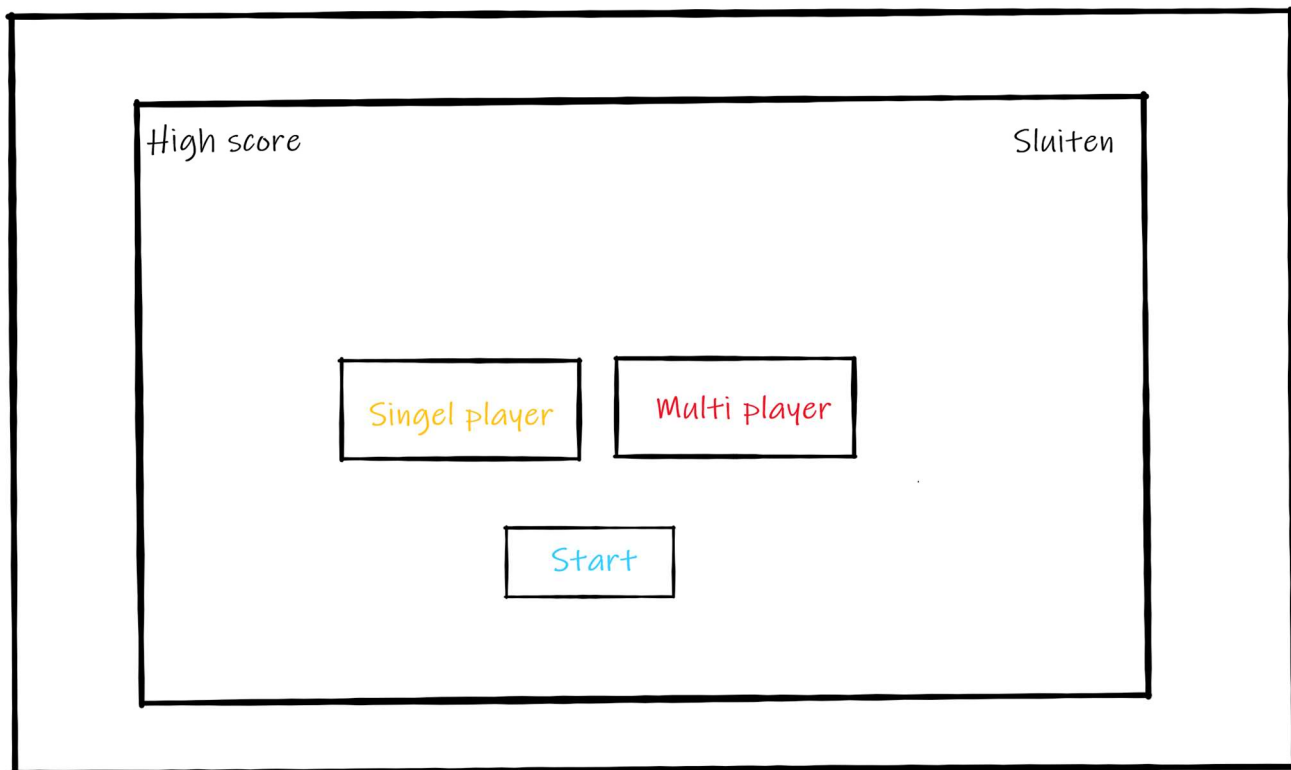 High score
Sluiten
Singel player
Multi player
Start